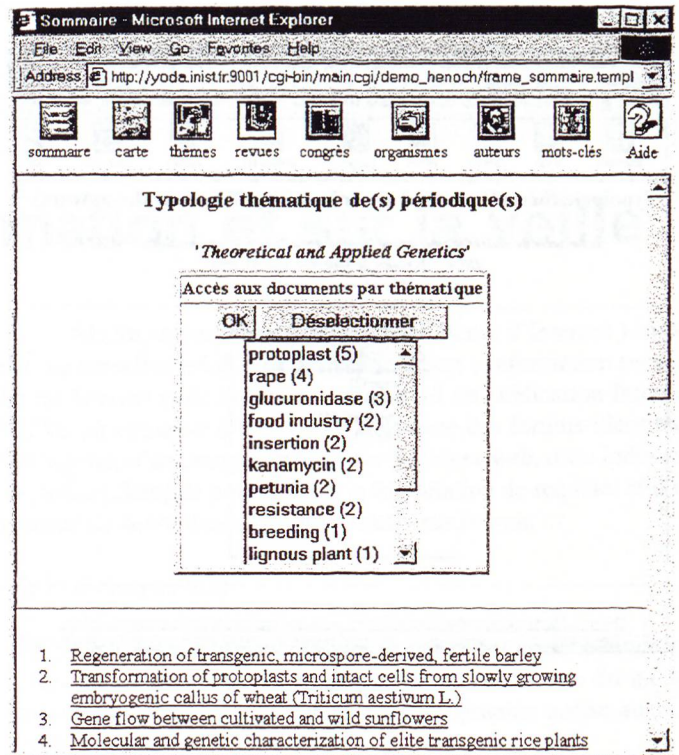 Sommaire - Microsoft Internet Explorer
File Edit View Go Favorites Help
Address http://yoda.inist.fr:9001/cgi-bin/main.cgi/demo_henoch/frame_sommaire.templ
sommaire carte thèmes revues congrès organismes auteurs mots-clés Aide
Typologie thématique de(s) périodique(s)
'Theoretical and Applied Genetics'
Accès aux documents par thématique
OK Déselectionner
protoplast (5)
rape (4)
glucuronidase (3)
food industry (2)
insertion (2)
kanamycin (2)
petunia (2)
resistance (2)
breeding (1)
lignous plant (1)
1. Regeneration of transgenic, microspore-derived, fertile barley
2. Transformation of protoplasts and intact cells from slowly growing
embryogenic callus of wheat (Triticum aestivum L.)
3. Gene flow between cultivated and wild sunflowers
4. Molecular and genetic characterization of elite transgenic rice plants